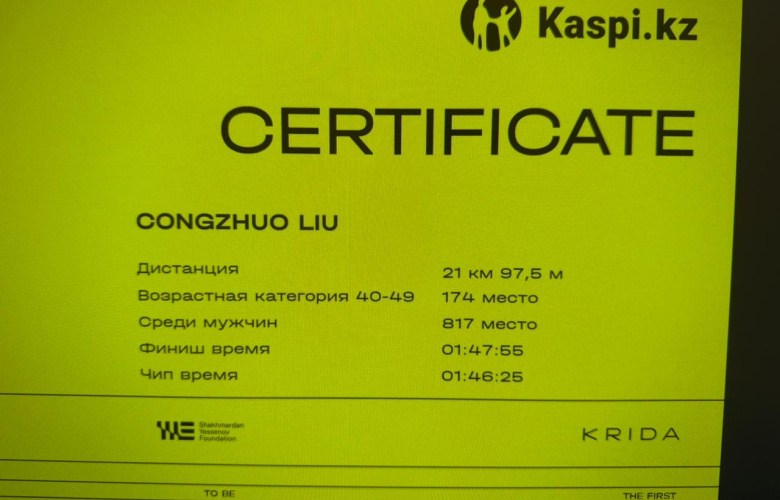 Kaspi.kz
CERTIFICATE
CONGZHUO LIU
Дистанция 21 км 97,5 м
Возрастная категория 40-49 174 место
Среди мужчин 817 место
Финиш время 01:47:55
Чип время 01:46:25
Shakhmardan
Yessenov
Foundation
KRIDA
TO BE THE FIRST